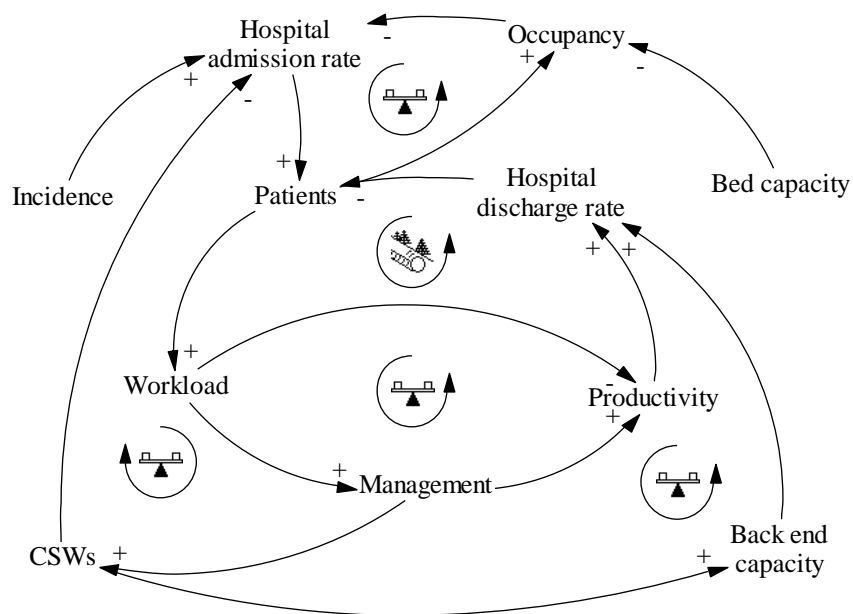 Hospital
admission rate
Occupancy
-
+
+
-
-
Incidence
+
Patients
-
Hospital
discharge rate
Bed capacity
+
+
+
Workload
-
Productivity
+
+
Management
CSWs
+
+
Back end
capacity